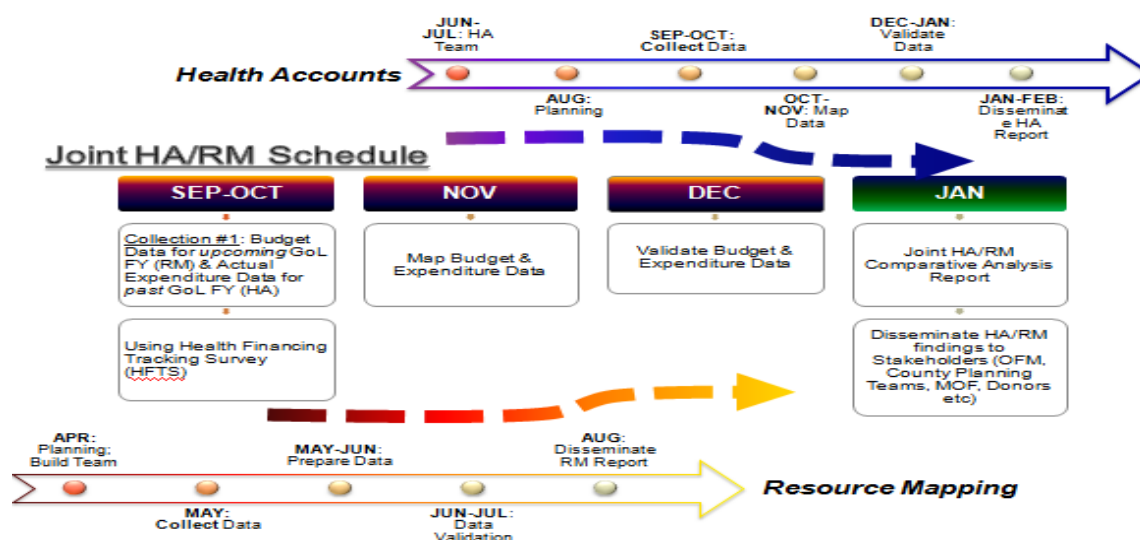 JUN-
JUL: HA
Team
SEP-OCT:
Collect Data
DEC-JAN:
Validate
Data
Health Accounts
AUG:
Planning
OCT-
NOV: Map
Data
JAN-FEB:
Disseminat
e HA
Report
Joint HA/RM Schedule
SEP-OCT
NOV
DEC
JAN
Collection #1: Budget
Data for upcoming GoL
FY (RM) & Actual
Expenditure Data for
past GoL FY (HA)
Map Budget &
Expenditure Data
Validate Budget &
Expenditure Data
Joint HA/RM
Comparative Analysis
Report
Using Health Financing
Tracking Survey
(HFTS)
Disseminate HA/RM
findings to
Stakeholders (OFM,
County Planning
Teams, MOF, Donors
etc)
APR:
Planning;
Build Team
MAY-JUN:
Prepare Data
AUG:
Disseminate
RM Report
Resource Mapping
MAY:
Collect Data
JUN-JUL:
Data
Validation